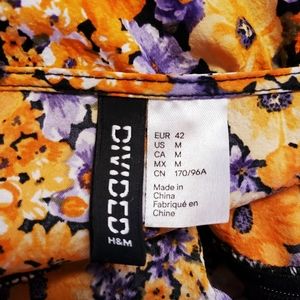 DIVIDED
H&M
EUR 42
US M
CA M
MX M
CN 170/96A
Made in
China
Fabriqué en
Chine